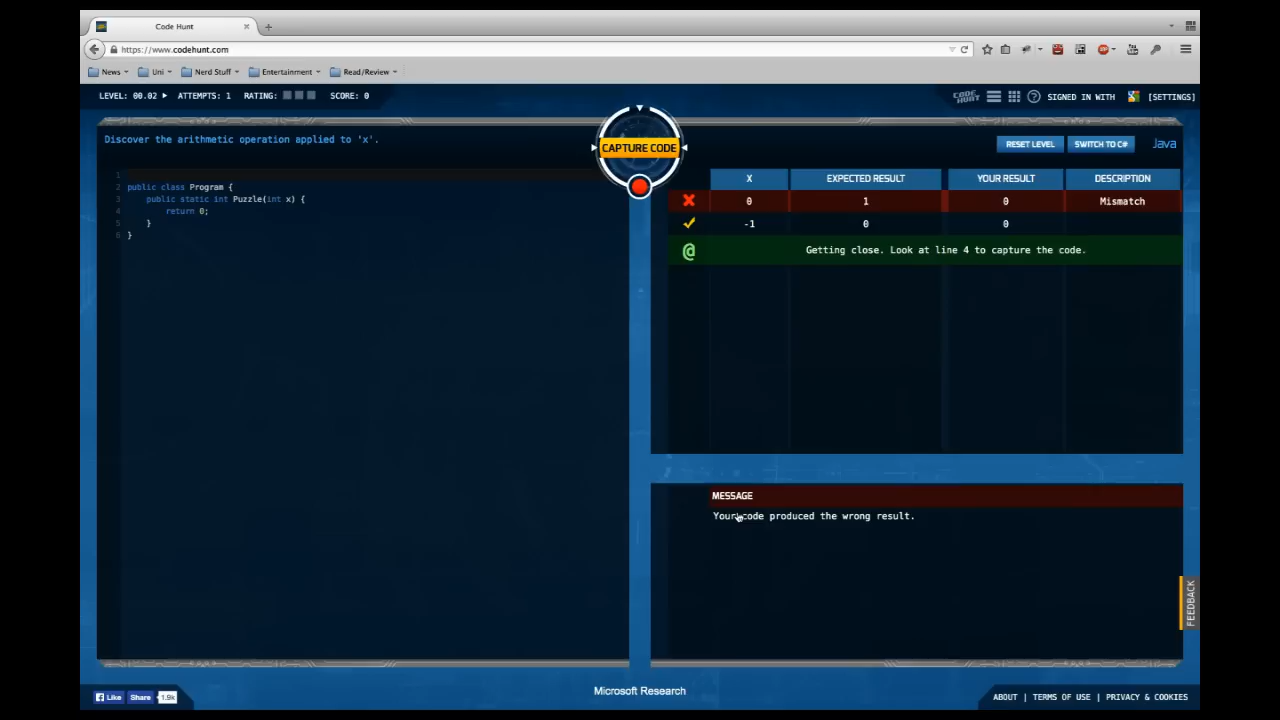 Code Hunt
https://www.codehunt.com
News
Uni
Nerd Stuff
Entertainment
Read/Review
LEVEL: 00.02 ATTEMPTS: 1 RATING: SCORE: 0
CODE HUNT
SIGNED IN WITH [SETTINGS]
Discover the arithmetic operation applied to 'x'.
CAPTURE CODE
RESET LEVEL SWITCH TO C# Java
1
2 public class Program {
3 public static int Puzzle(int x) {
4 return 0;
5 }
6 }
X EXPECTED RESULT YOUR RESULT DESCRIPTION
0 1 0 Mismatch
-1 0 0
@ Getting close. Look at line 4 to capture the code.
MESSAGE
Your code produced the wrong result.
FEEDBACK
Like Share 1.9k
Microsoft Research
ABOUT | TERMS OF USE | PRIVACY & COOKIES